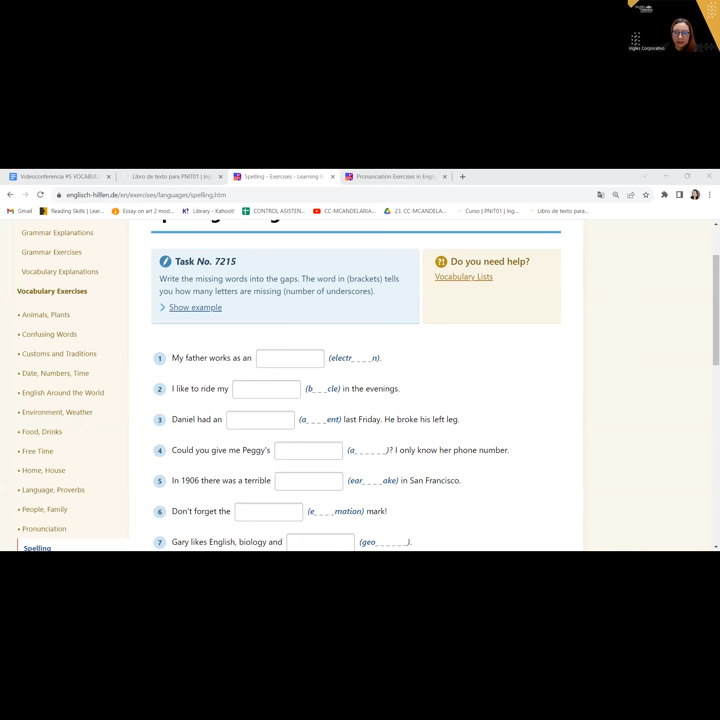 Ingles Corporativo
Videoconferencia #5 VOCABUL
Libro de texto para PNIT01 | Ing
Spelling - Exercises - Learning E
Pronunciation Exercises in Engli
englisch-hilfen.de/en/exercises/languages/spelling.htm
Gmail
Reading Skills | Lear...
Essay on art 2 mod...
Library - Kahoot!
CONTROL ASISTEN...
CC-MCANDELARIA...
23. CC-MCANDELA...
Curso | PNIT01 | Ing...
Libro de texto para...
Grammar Explanations
Grammar Exercises
Vocabulary Explanations
Vocabulary Exercises
• Animals, Plants
• Confusing Words
• Customs and Traditions
• Date, Numbers, Time
• English Around the World
• Environment, Weather
• Food, Drinks
• Free Time
• Home, House
• Language, Proverbs
• People, Family
• Pronunciation
Spelling
Task No. 7215
Write the missing words into the gaps. The word in (brackets) tells
you how many letters are missing (number of underscores).
Show example
Do you need help?
Vocabulary Lists
1 My father works as an (electr_ _ _ _n).
2 I like to ride my (b_ _ _cle) in the evenings.
3 Daniel had an (a_ _ _ _ent) last Friday. He broke his left leg.
4 Could you give me Peggy's (a_ _ _ _ _ _)? I only know her phone number.
5 In 1906 there was a terrible (ear_ _ _ _ake) in San Francisco.
6 Don't forget the (e_ _ _ _mation) mark!
7 Gary likes English, biology and (geo_ _ _ _ _ _).